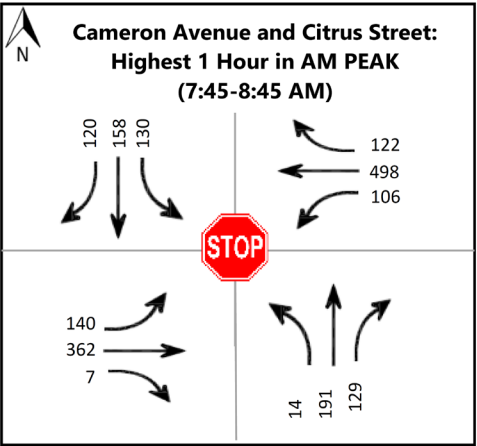 Cameron Avenue and Citrus Street:
Highest 1 Hour in AM PEAK
(7:45-8:45 AM)
N
120 158 130
122
498
106
STOP
140
362
7
14 191 129